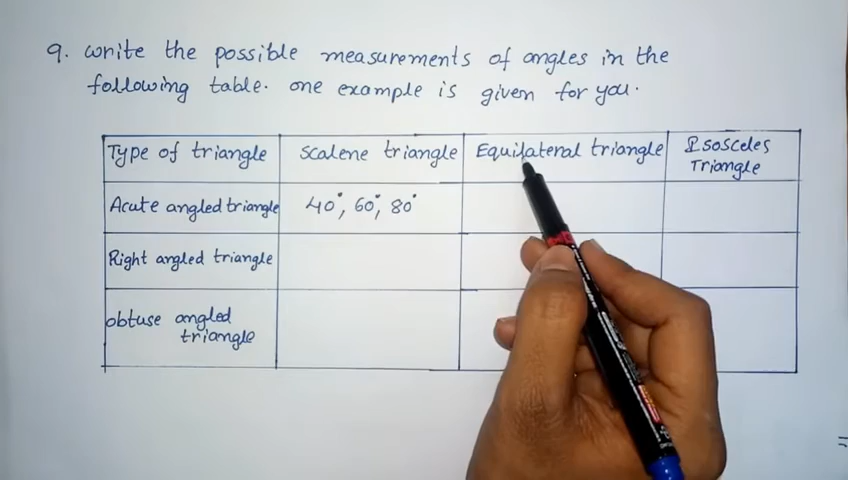 9. Write the possible measurements of angles in the
following table. one example is given for you.
Type of triangle scalene triangle Equilateral triangle Isosceles Triangle
Acute angled triangle 40°, 60°, 80°
Right angled triangle
obtuse angled
triangle